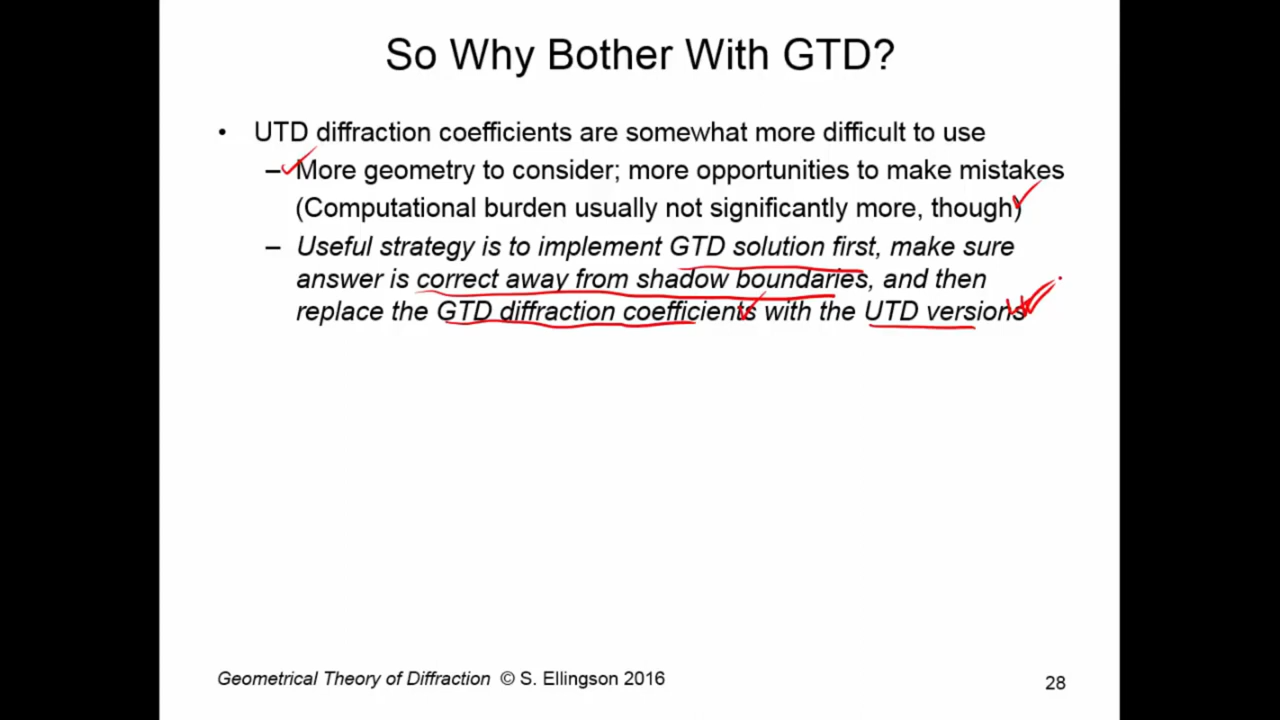 So Why Bother With GTD?
• UTD diffraction coefficients are somewhat more difficult to use
– More geometry to consider; more opportunities to make mistakes
(Computational burden usually not significantly more, though)
– Useful strategy is to implement GTD solution first, make sure
answer is correct away from shadow boundaries, and then
replace the GTD diffraction coefficients with the UTD versions
Geometrical Theory of Diffraction © S. Ellingson 2016
28